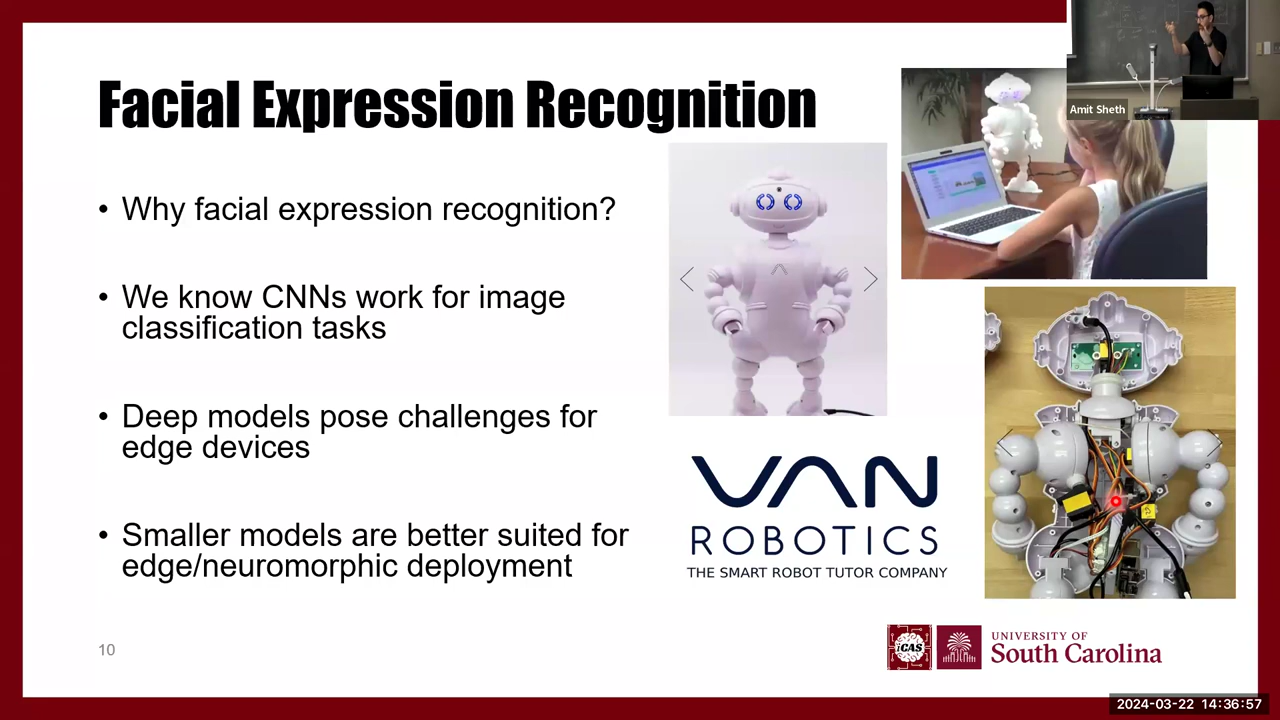 Facial Expression Recognition
Amit Sheth
• Why facial expression recognition?
• We know CNNs work for image
classification tasks
• Deep models pose challenges for
edge devices
• Smaller models are better suited for
edge/neuromorphic deployment
VAN
ROBOTICS
THE SMART ROBOT TUTOR COMPANY
10
iCAS
UNIVERSITY OF
South Carolina
2024-03-22 14:36:57